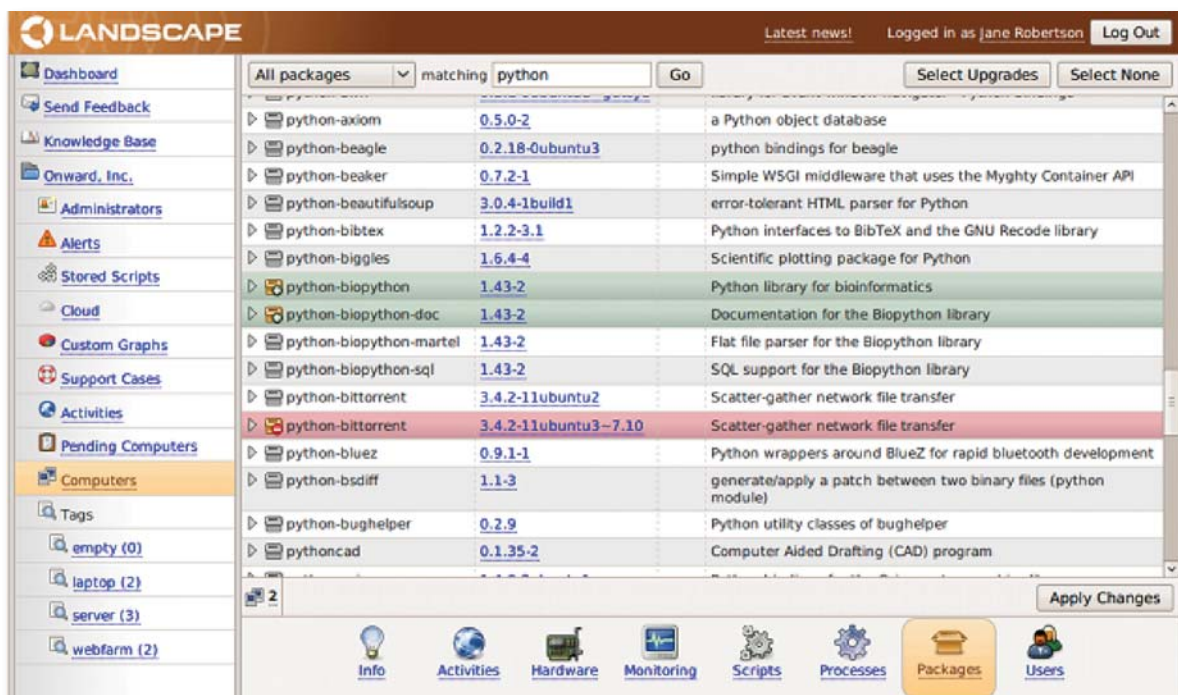 LANDSCAPE
Latest news! Logged in as Jane Robertson Log Out
Dashboard
Send Feedback
Knowledge Base
Onward, Inc.
Administrators
Alerts
Stored Scripts
Cloud
Custom Graphs
Support Cases
Activities
Pending Computers
Computers
Tags
empty (0)
laptop (2)
server (3)
webfarm (2)
All packages matching python Go Select Upgrades Select None
python-axiom 0.5.0-2 a Python object database
python-beagle 0.2.18-0ubuntu3 python bindings for beagle
python-beaker 0.7.2-1 Simple WSGI middleware that uses the Myghty Container API
python-beautifulsoup 3.0.4-1build1 error-tolerant HTML parser for Python
python-bibtex 1.2.2-3.1 Python interfaces to BibTeX and the GNU Recode library
python-biggles 1.6.4-4 Scientific plotting package for Python
python-biopython 1.43-2 Python library for bioinformatics
python-biopython-doc 1.43-2 Documentation for the Biopython library
python-biopython-martel 1.43-2 Flat file parser for the Biopython library
python-biopython-sql 1.43-2 SQL support for the Biopython library
python-bittorrent 3.4.2-11ubuntu2 Scatter-gather network file transfer
python-bittorrent 3.4.2-11ubuntu3~7.10 Scatter-gather network file transfer
python-bluez 0.9.1-1 Python wrappers around BlueZ for rapid bluetooth development
python-bsdiff 1.1-3 generate/apply a patch between two binary files (python
module)
python-bughelper 0.2.9 Python utility classes of bughelper
pythoncad 0.1.35-2 Computer Aided Drafting (CAD) program
2 Apply Changes
Info Activities Hardware Monitoring Scripts Processes Packages Users